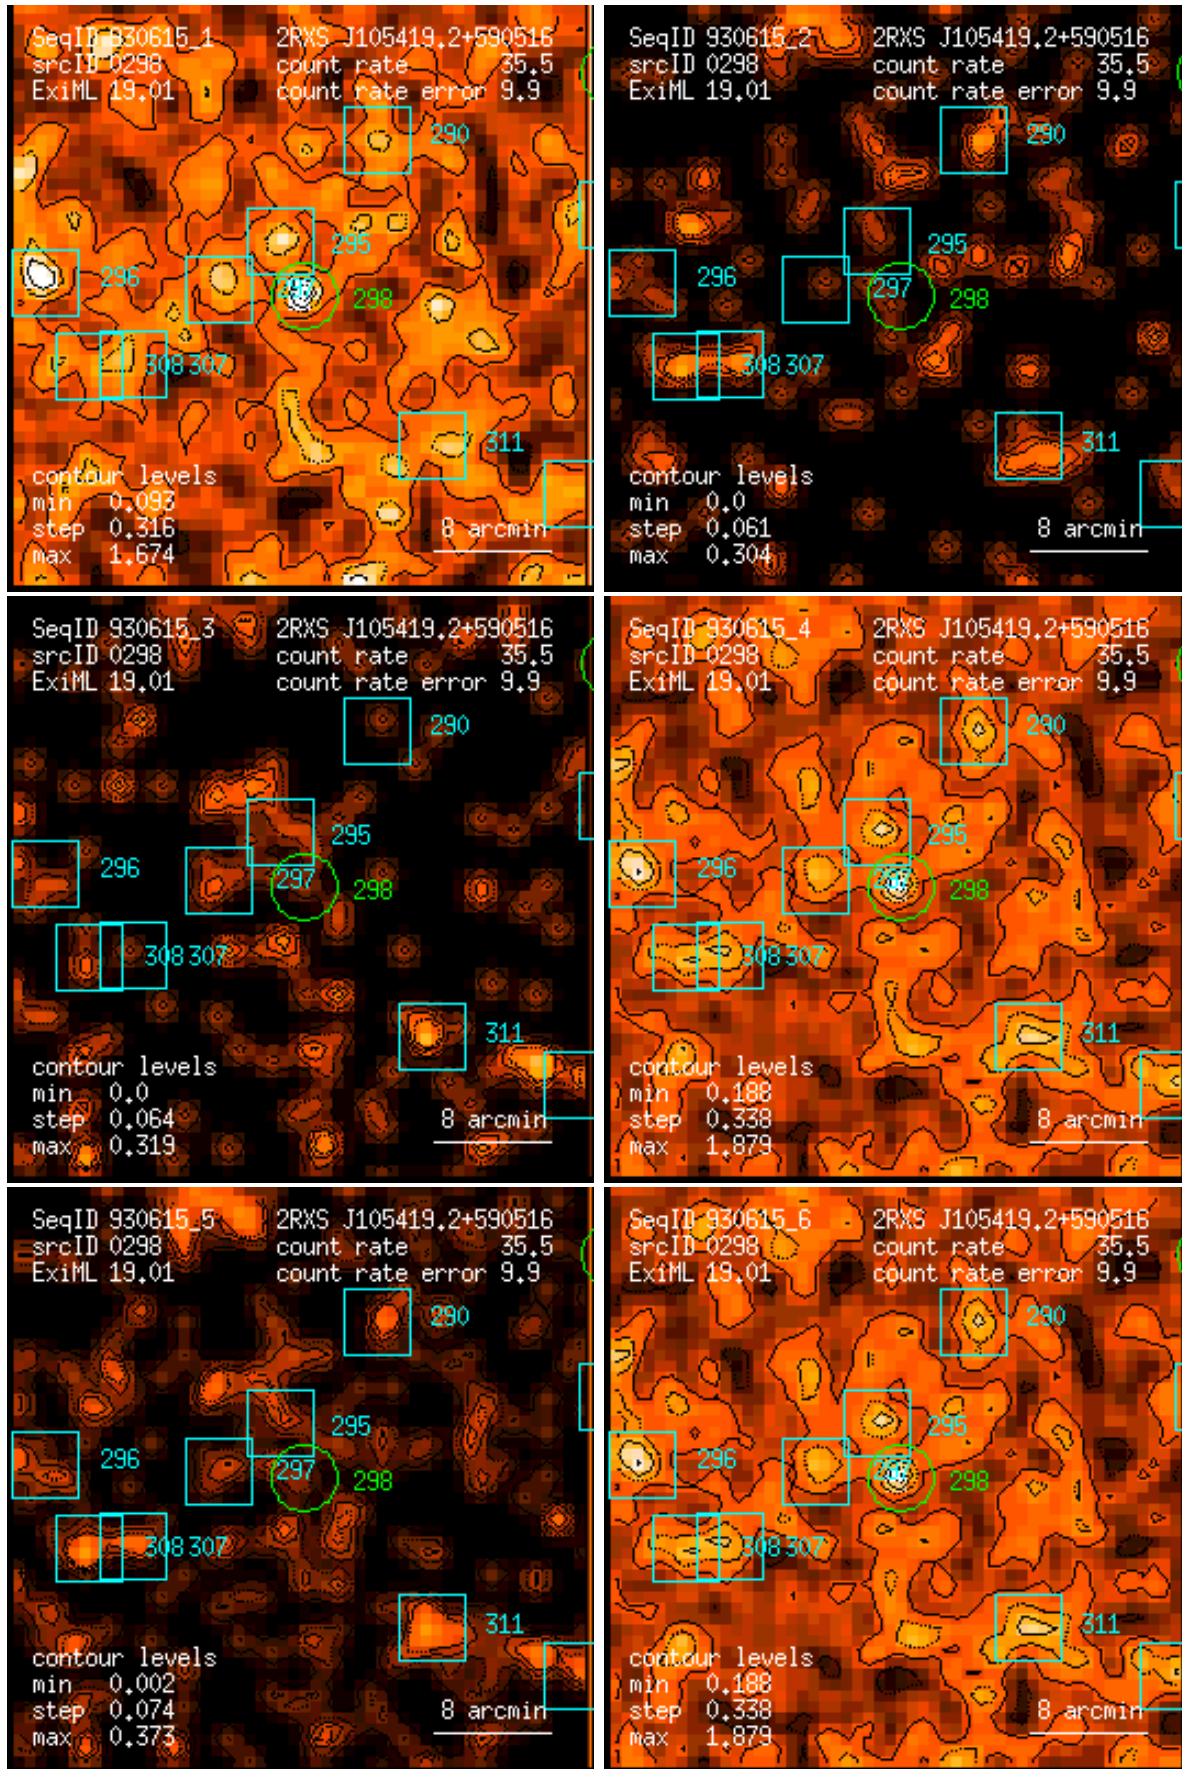 SeqID 930615_1 2RXS J105419.2+590516
srcID 0298 count rate 35.5
ExiML 19.01 count rate error 9.9
290
295
296
297 298
308 307
311
contour levels
min 0.093
step 0.316 8 arcmin
max 1.674
SeqID 930615_2 2RXS J105419.2+590516
srcID 0298 count rate 35.5
ExiML 19.01 count rate error 9.9
290
295
296
297 298
308 307
311
contour levels
min 0.0
step 0.061 8 arcmin
max 0.304
SeqID 930615_3 2RXS J105419.2+590516
srcID 0298 count rate 35.5
ExiML 19.01 count rate error 9.9
290
295
296
297 298
308 307
311
contour levels
min 0.0
step 0.064 8 arcmin
max 0.319
SeqID 930615_4 2RXS J105419.2+590516
srcID 0298 count rate 35.5
ExiML 19.01 count rate error 9.9
290
295
296
297 298
308 307
311
contour levels
min 0.188
step 0.338 8 arcmin
max 1.879
SeqID 930615_5 2RXS J105419.2+590516
srcID 0298 count rate 35.5
ExiML 19.01 count rate error 9.9
290
295
296
297 298
308 307
311
contour levels
min 0.002
step 0.074 8 arcmin
max 0.373
SeqID 930615_6 2RXS J105419.2+590516
srcID 0298 count rate 35.5
ExiML 19.01 count rate error 9.9
290
295
296
297 298
308 307
311
contour levels
min 0.188
step 0.338 8 arcmin
max 1.879